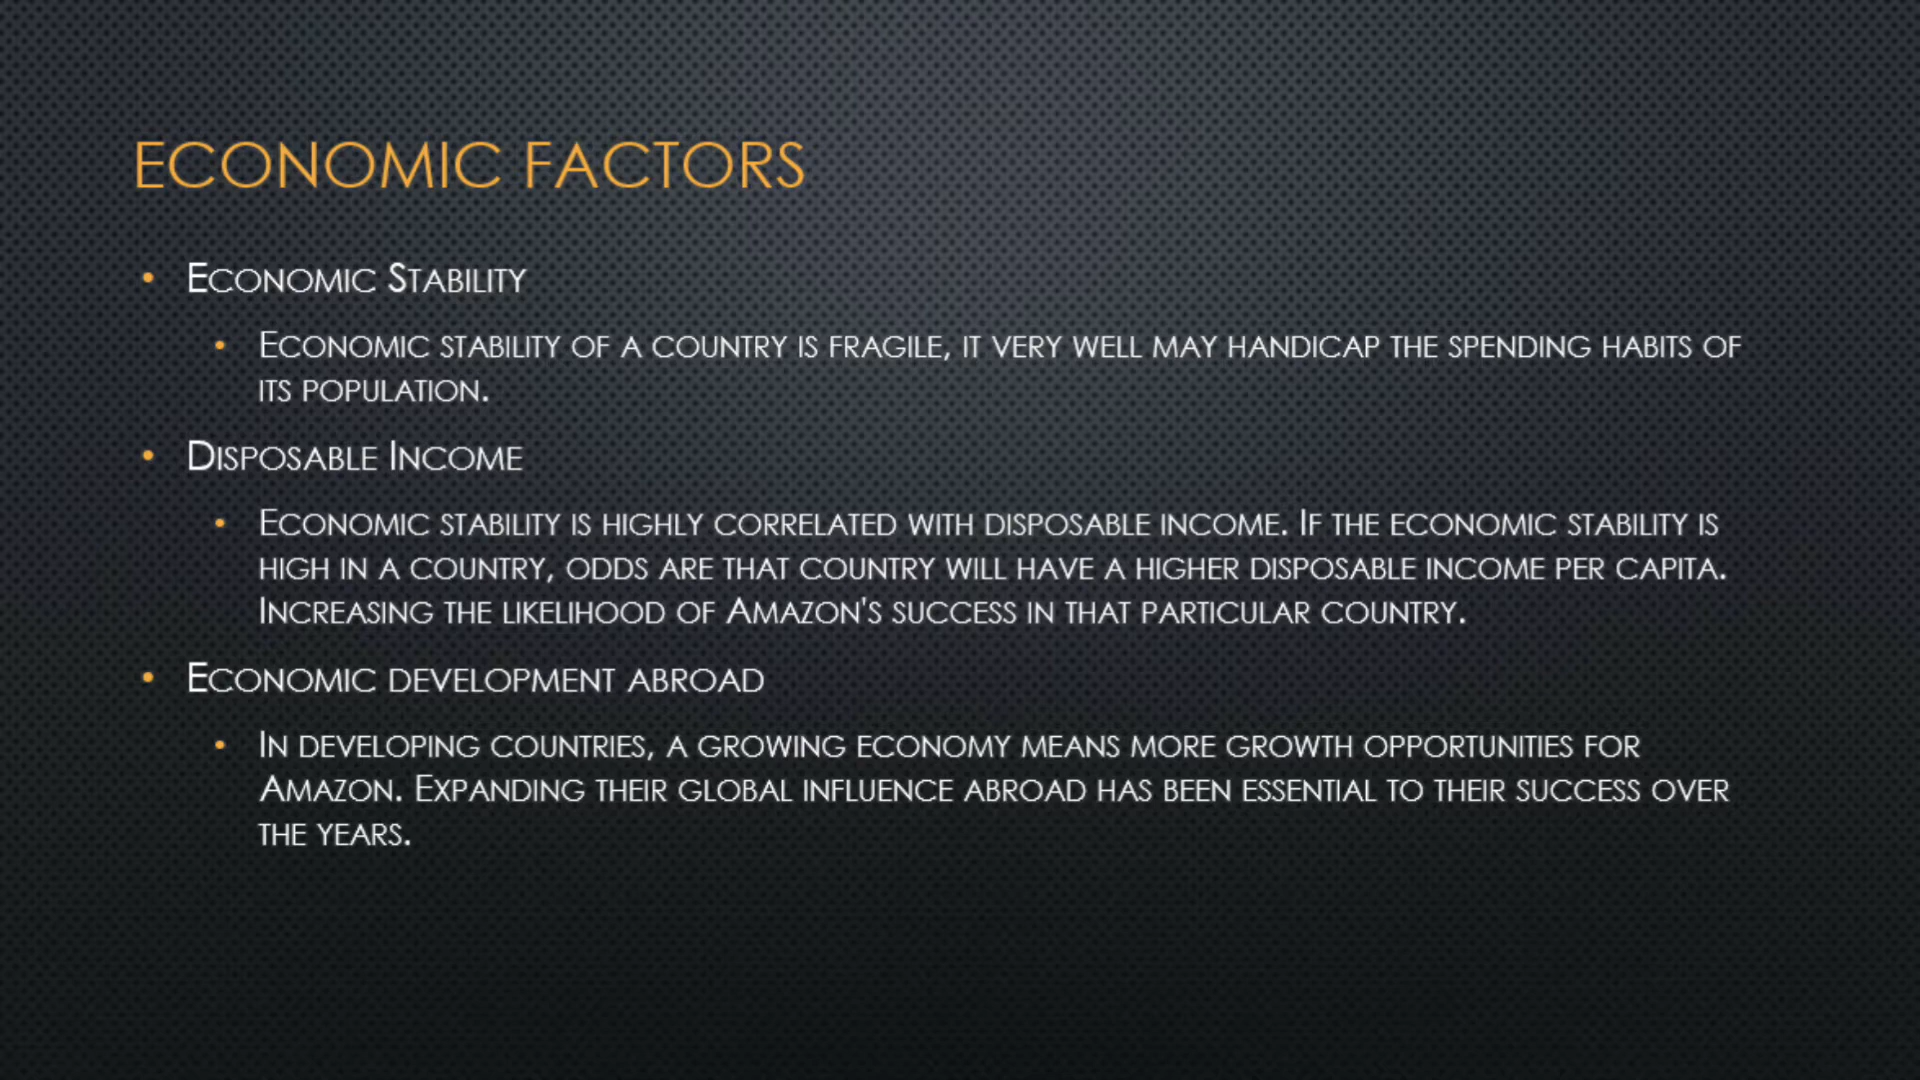 ECONOMIC FACTORS
• Economic Stability
• Economic stability of a country is fragile, it very well may handicap the spending habits of
its population.
• Disposable Income
• Economic stability is highly correlated with disposable income. If the economic stability is
high in a country, odds are that country will have a higher disposable income per capita.
Increasing the likelihood of Amazon's success in that particular country.
• Economic development abroad
• In developing countries, a growing economy means more growth opportunities for
Amazon. Expanding their global influence abroad has been essential to their success over
the years.